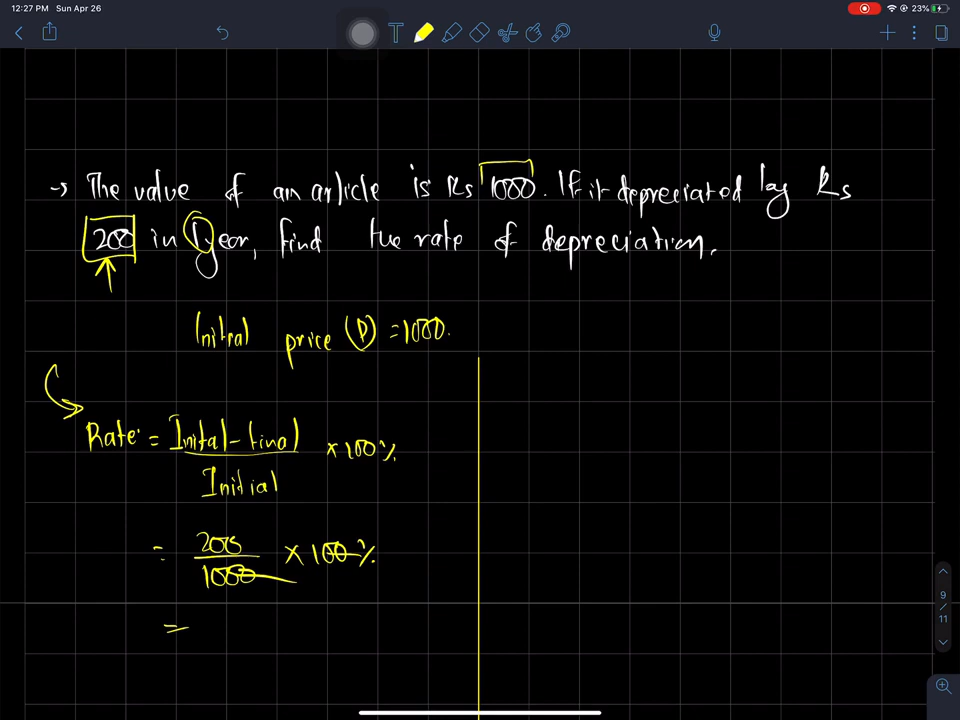 12:27 PM Sun Apr 26
23%
T
→ The value of an article is Rs 1000. If it depreciated by Rs
200 in 1 year, find the rate of depreciation.
Initial price (P) = 1000.
Rate = Inital - final × 100%
Initial
= 200 × 100%
1000
=
9
/
11